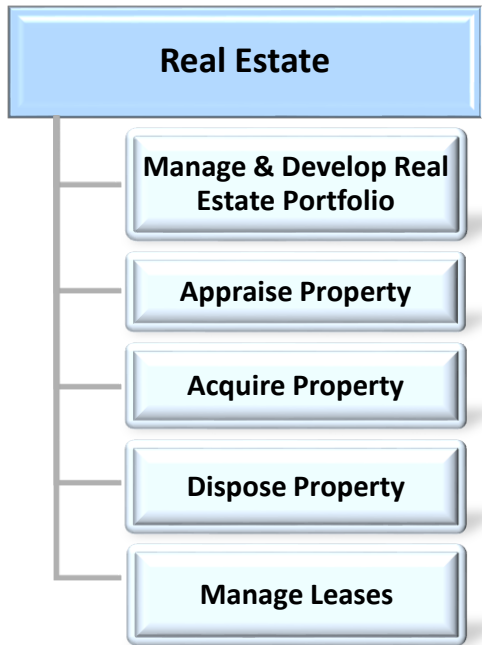 Real Estate
Manage & Develop Real
Estate Portfolio
Appraise Property
Acquire Property
Dispose Property
Manage Leases